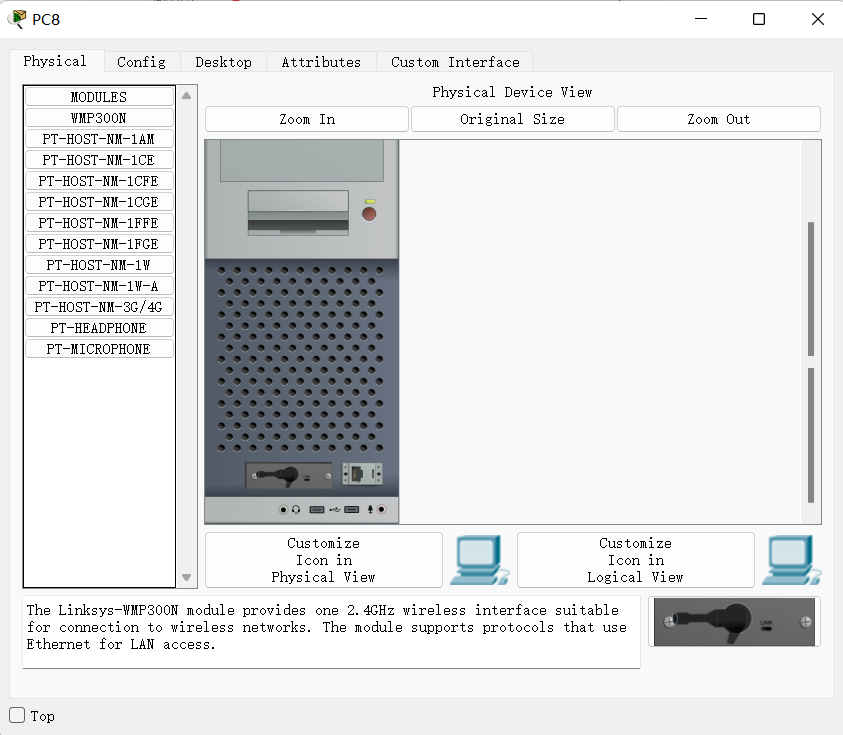 PC8
Physical
Config
Desktop
Attributes
Custom Interface
MODULES
WMP300N
PT-HOST-NM-1AM
PT-HOST-NM-1CE
PT-HOST-NM-1CFE
PT-HOST-NM-1CGE
PT-HOST-NM-1FFE
PT-HOST-NM-1FGE
PT-HOST-NM-1W
PT-HOST-NM-1W-A
PT-HOST-NM-3G/4G
PT-HEADPHONE
PT-MICROPHONE
Physical Device View
Zoom In
Original Size
Zoom Out
Customize
Icon in
Physical View
Customize
Icon in
Logical View
The Linksys-WMP300N module provides one 2.4GHz wireless interface suitable
for connection to wireless networks. The module supports protocols that use
Ethernet for LAN access.
LINK
Top